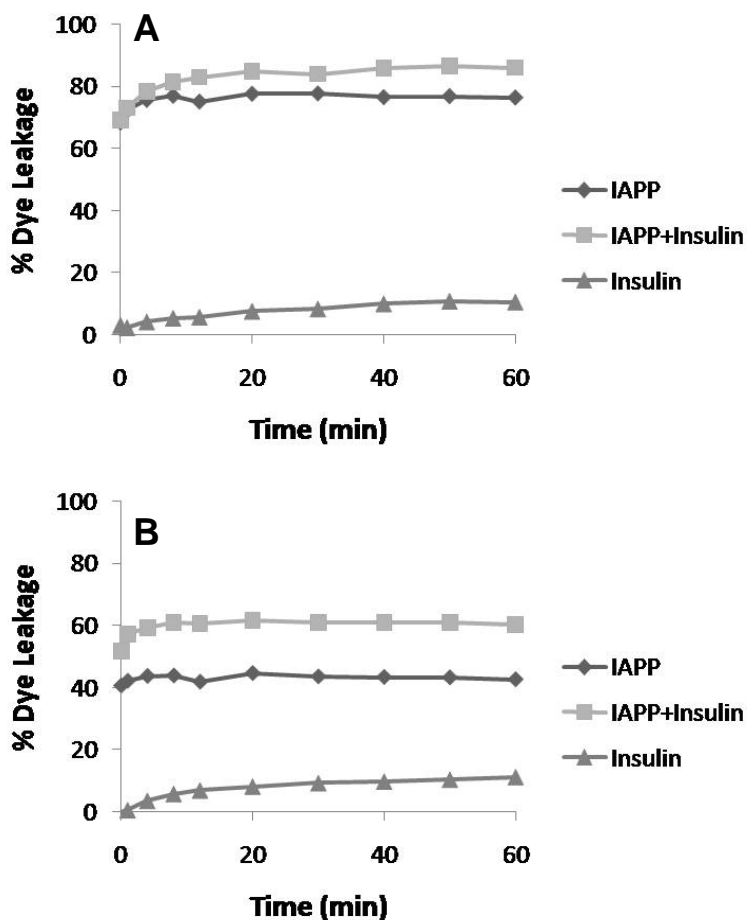 A
100
80
60
40
20
0
% Dye Leakage
0 20 40 60
Time (min)
IAPP
IAPP+Insulin
Insulin
B
100
80
60
40
20
0
% Dye Leakage
0 20 40 60
Time (min)
IAPP
IAPP+Insulin
Insulin